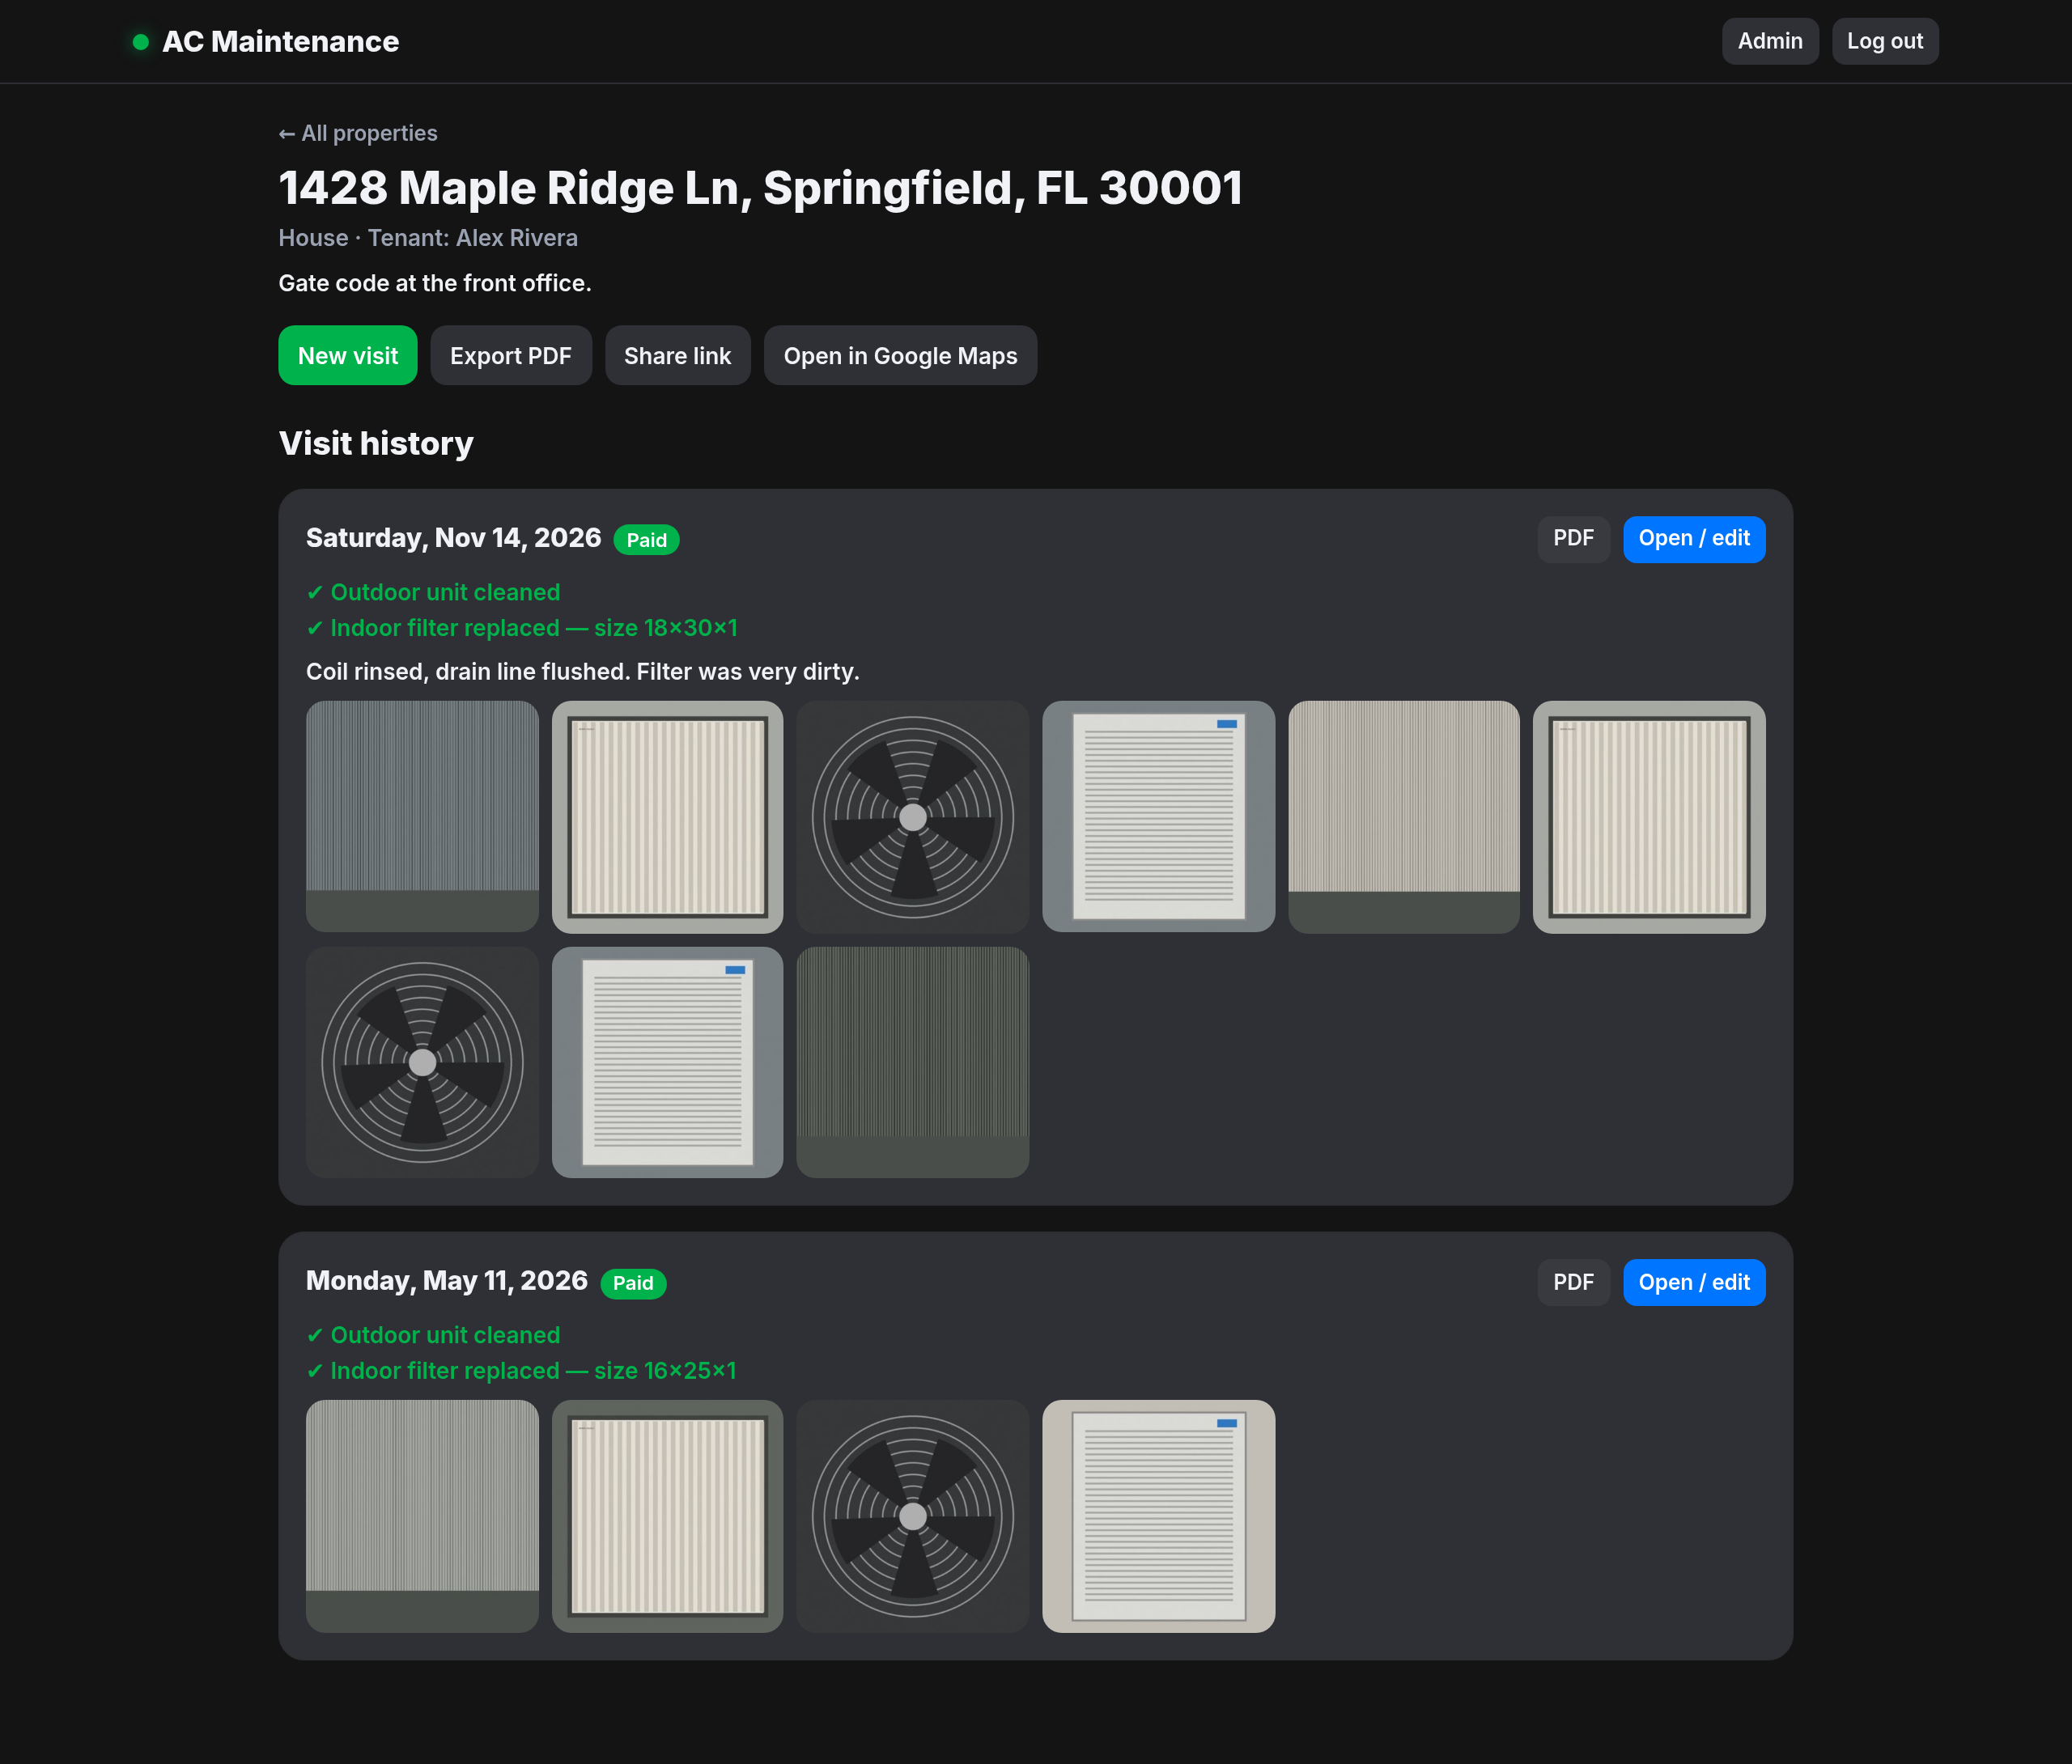 AC Maintenance
Admin
Log out
← All properties
1428 Maple Ridge Ln, Springfield, FL 30001
House · Tenant: Alex Rivera
Gate code at the front office.
New visit
Export PDF
Share link
Open in Google Maps
Visit history
Saturday, Nov 14, 2026
Paid
PDF
Open / edit
✔ Outdoor unit cleaned
✔ Indoor filter replaced — size 18×30×1
Coil rinsed, drain line flushed. Filter was very dirty.
Monday, May 11, 2026
Paid
PDF
Open / edit
✔ Outdoor unit cleaned
✔ Indoor filter replaced — size 16×25×1